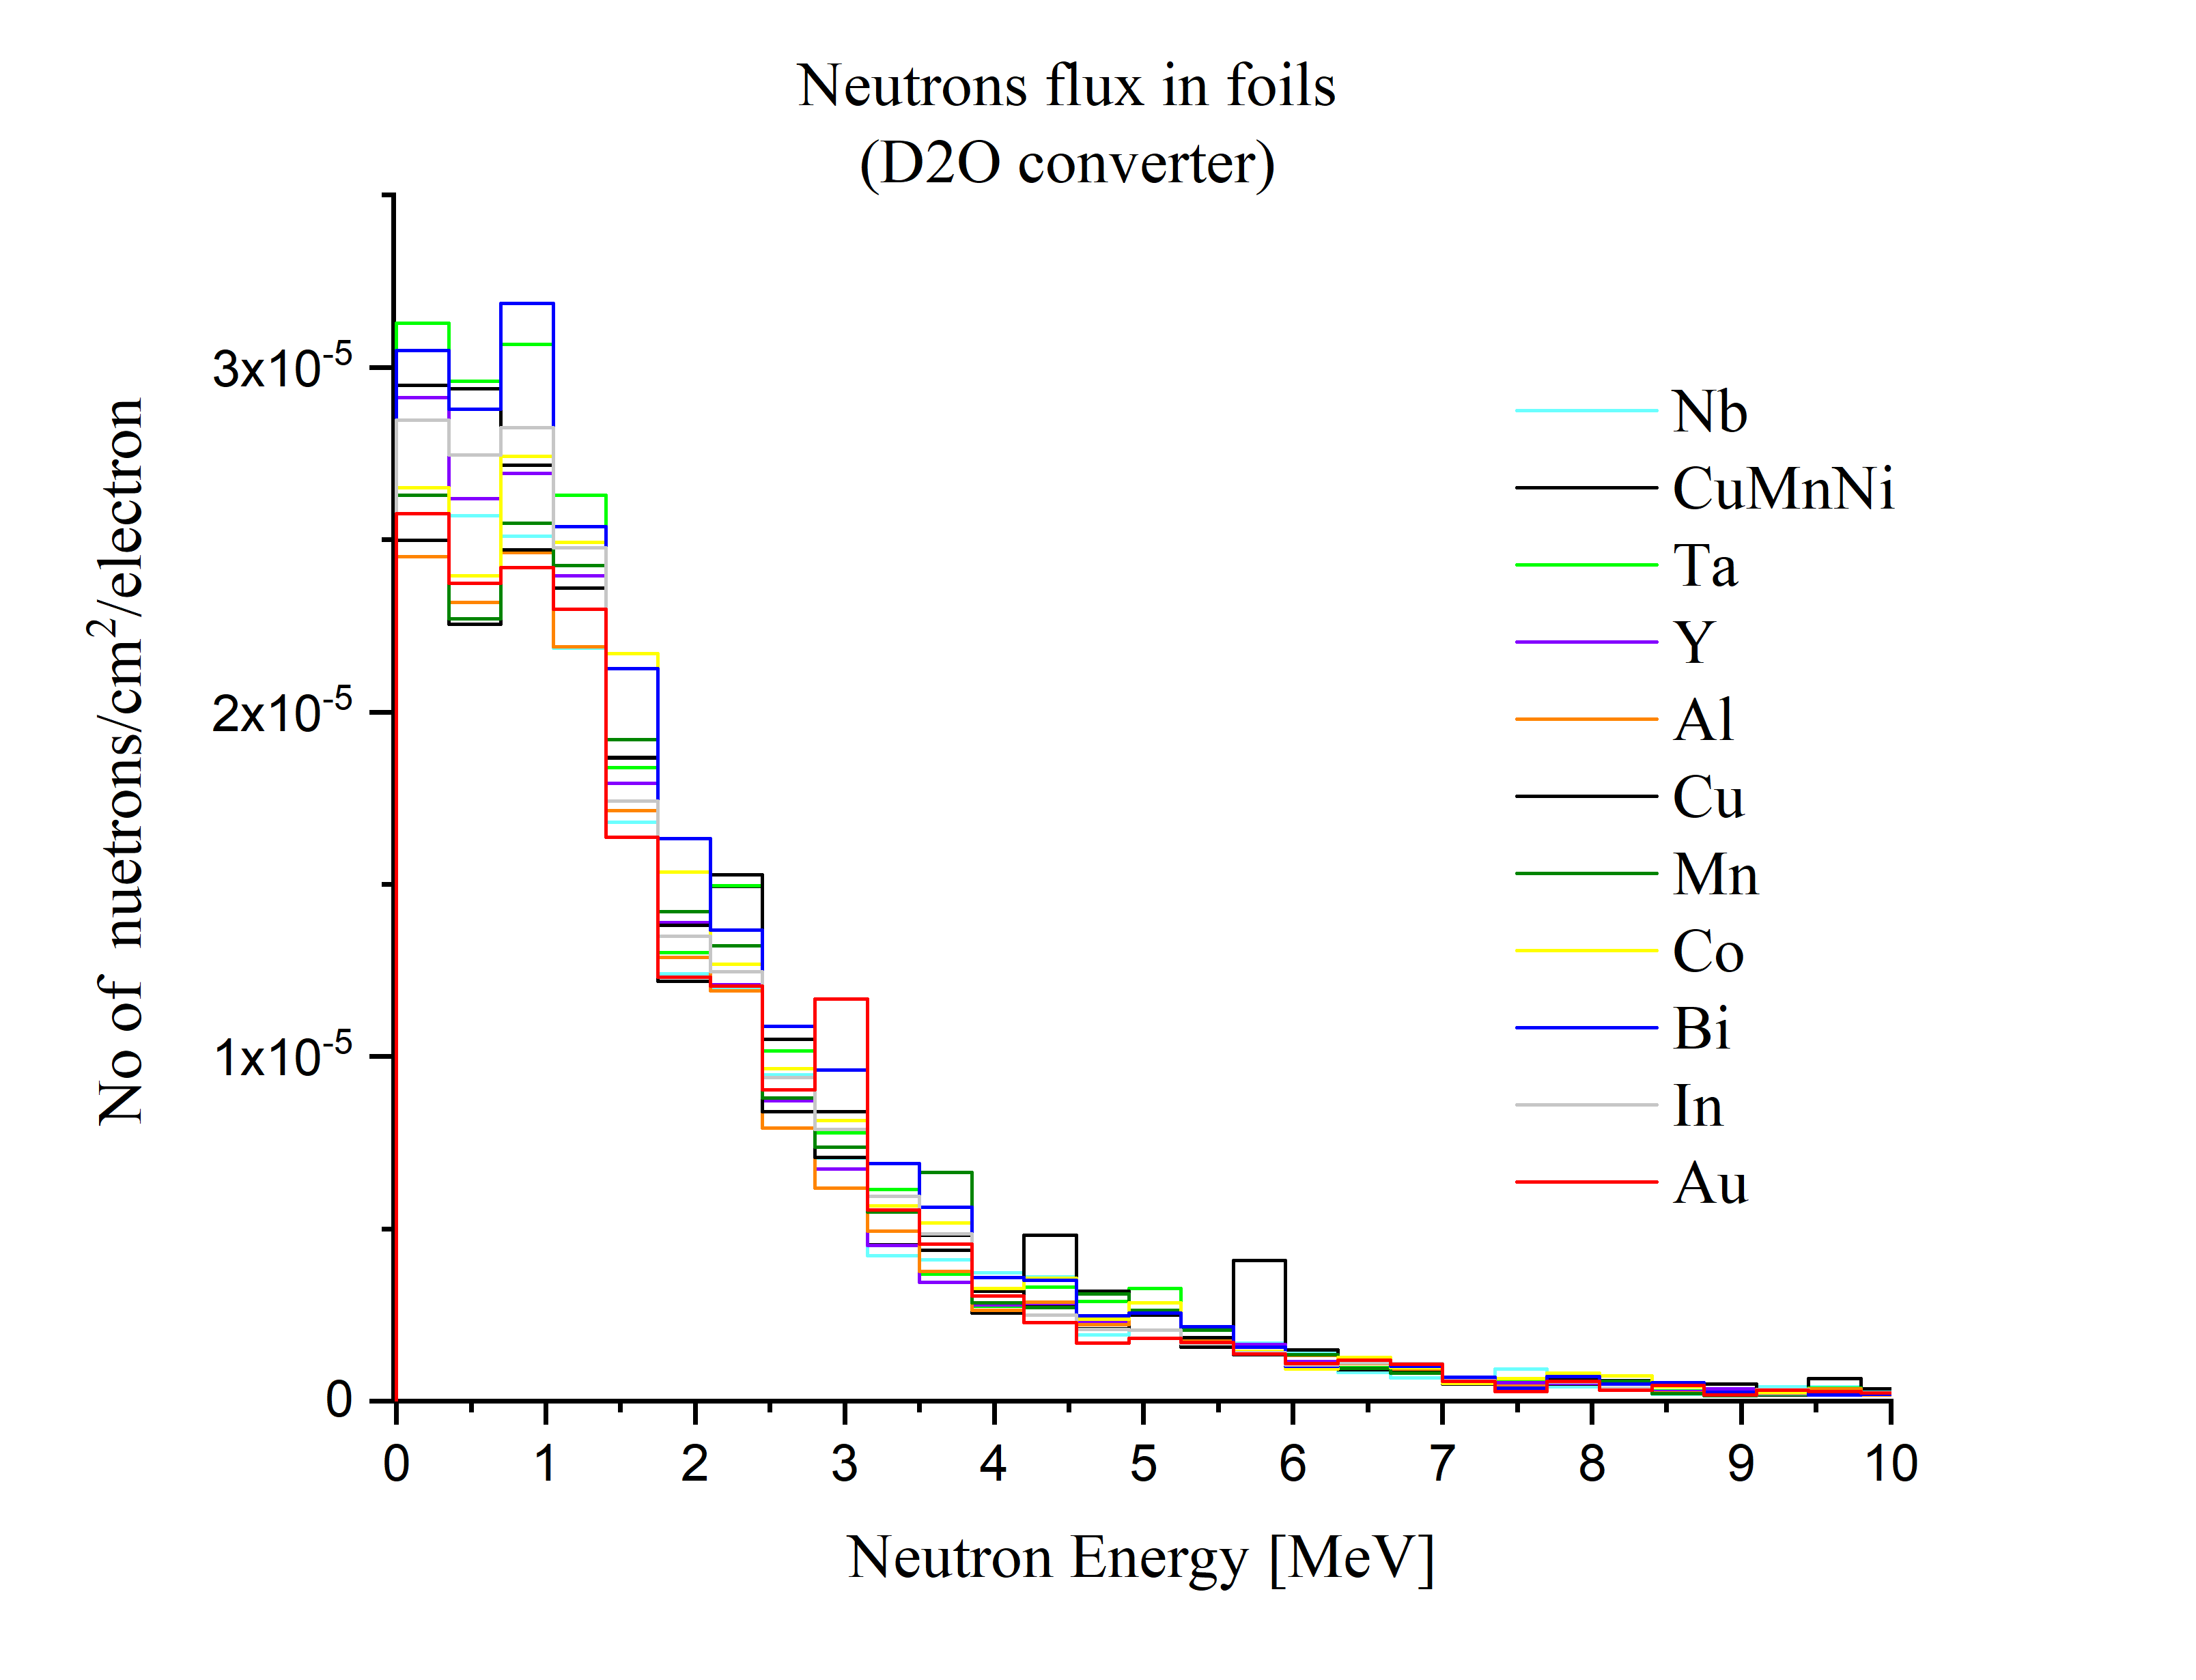 Neutrons flux in foils
(D2O converter)
No of nuetrons/cm²/electron
3x10⁻⁵
2x10⁻⁵
1x10⁻⁵
0
0 1 2 3 4 5 6 7 8 9 10
Neutron Energy [MeV]
Nb
CuMnNi
Ta
Y
Al
Cu
Mn
Co
Bi
In
Au